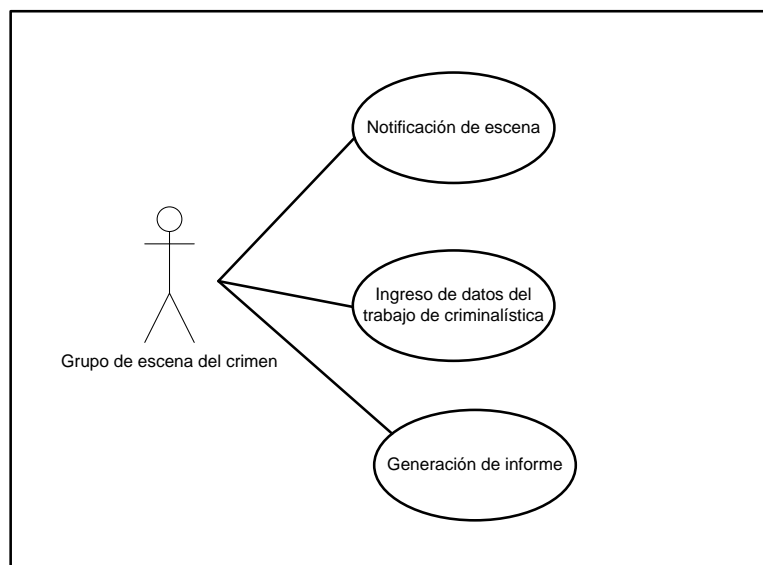 Notificación de escena
Ingreso de datos del
trabajo de criminalística
Grupo de escena del crimen
Generación de informe